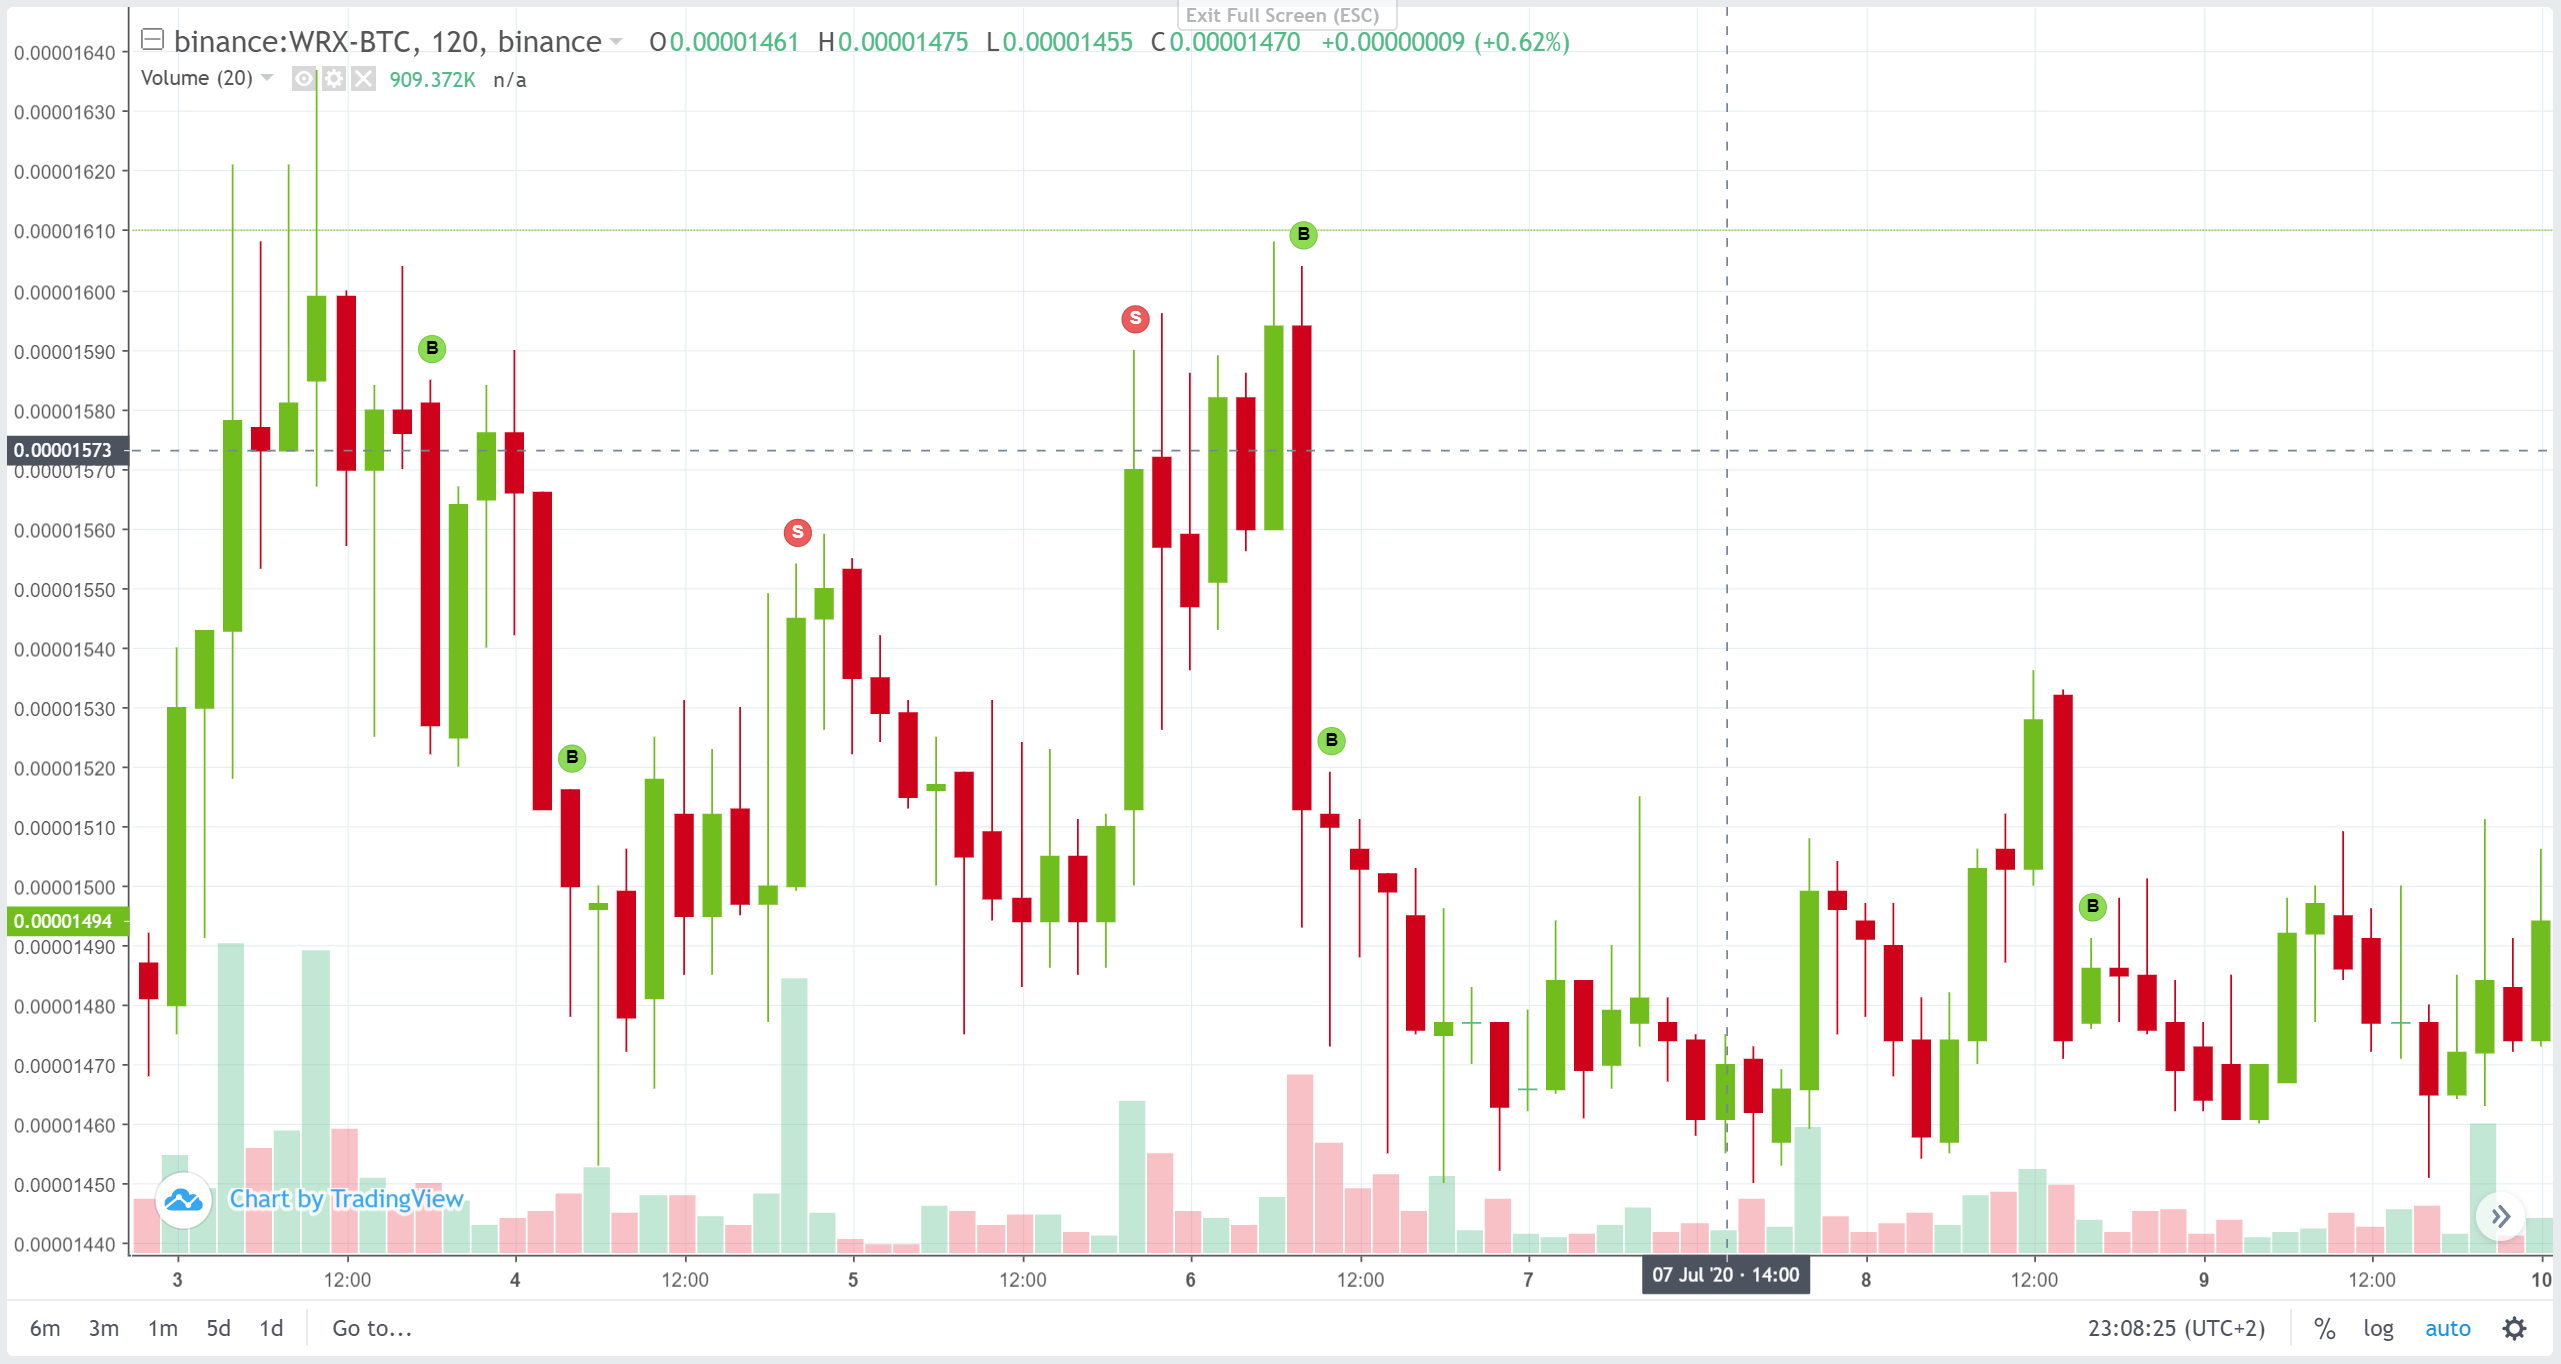 Exit Full Screen (ESC)
binance:WRX-BTC, 120, binance O0.00001461 H0.00001475 L0.00001455 C0.00001470 +0.00000009 (+0.62%)
Volume (20) 909.372K n/a
0.00001640
0.00001630
0.00001620
0.00001610
0.00001600
0.00001590
0.00001580
0.00001573
0.00001570
0.00001560
0.00001550
0.00001540
0.00001530
0.00001520
0.00001510
0.00001500
0.00001494
0.00001490
0.00001480
0.00001470
0.00001460
0.00001450
0.00001440
B
S
B
B
S
B
B
Chart by TradingView
3 12:00 4 12:00 5 12:00 6 12:00 7 07 Jul '20 · 14:00 8 12:00 9 12:00 10
6m 3m 1m 5d 1d Go to... 23:08:25 (UTC+2) % log auto